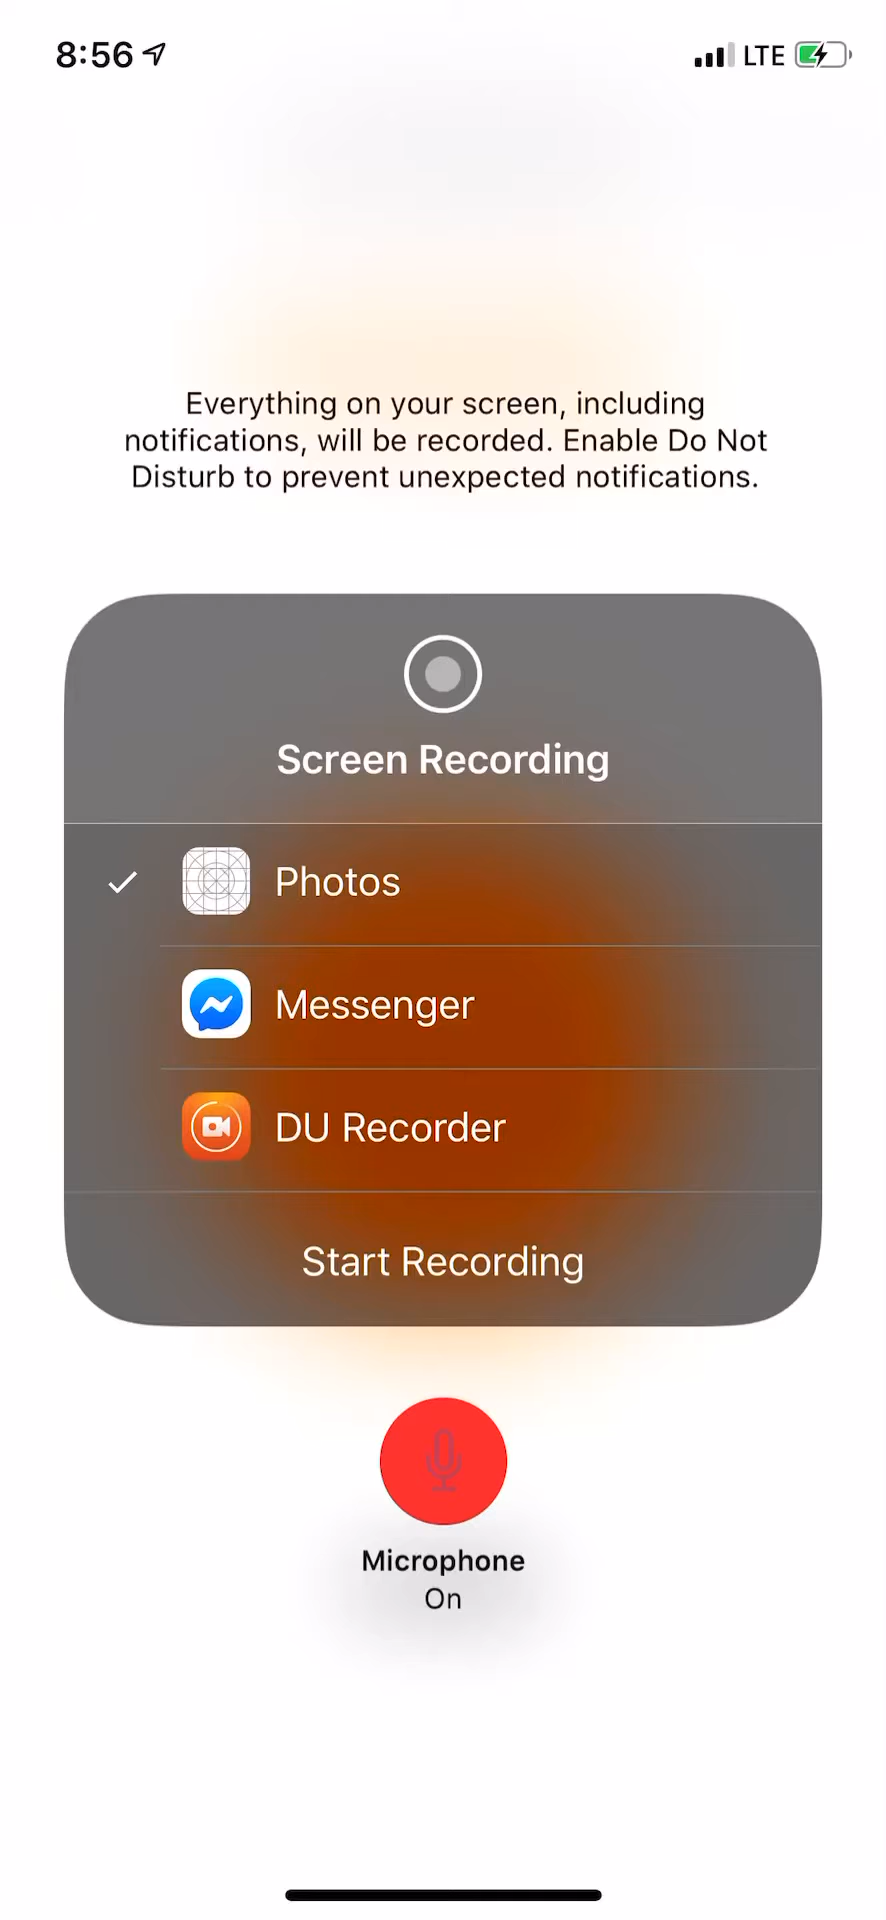 8:56
LTE
Everything on your screen, including
notifications, will be recorded. Enable Do Not
Disturb to prevent unexpected notifications.
Screen Recording
Photos
Messenger
DU Recorder
Start Recording
Microphone
On